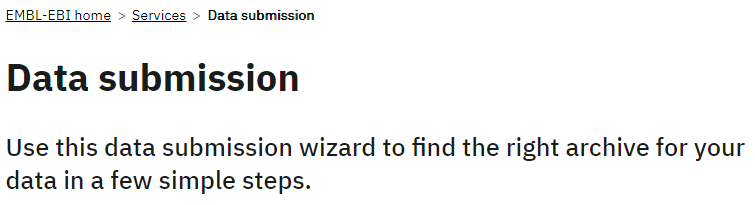 EMBL-EBI home > Services > Data submission
Data submission
Use this data submission wizard to find the right archive for your
data in a few simple steps.